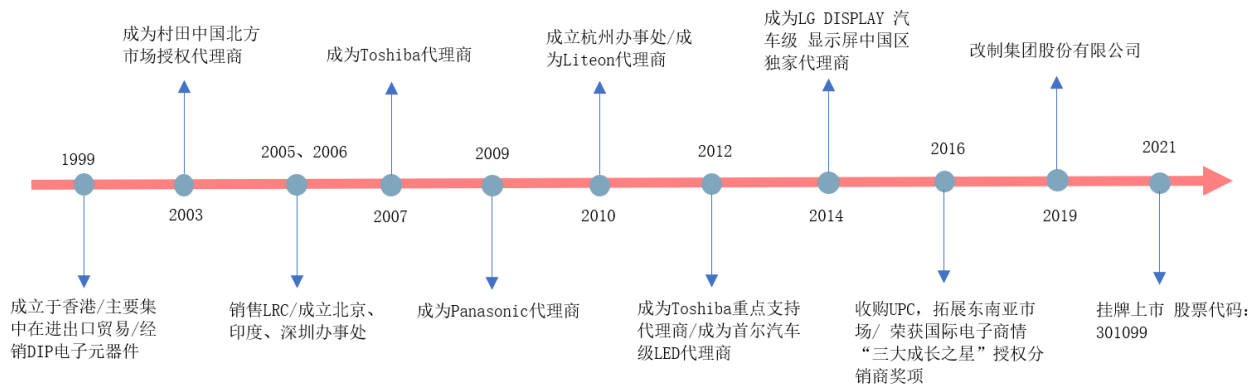 成为村田中国北方
市场授权代理商
成为Toshiba代理商
成立杭州办事处/成
为Liteon代理商
成为LG DISPLAY 汽
车级 显示屏中国区
独家代理商
改制集团股份有限公司
1999
2005、2006
2009
2012
2016
2021
2003
2007
2010
2014
2019
成立于香港/主要集
中在进出口贸易/经
销DIP电子元器件
销售LRC/成立北京、
印度、深圳办事处
成为Panasonic代理商
成为Toshiba重点支持
代理商/成为首尔汽车
级LED代理商
收购UPC，拓展东南亚市
场/ 荣获国际电子商情
“三大成长之星”授权分
销商奖项
挂牌上市 股票代码：
301099